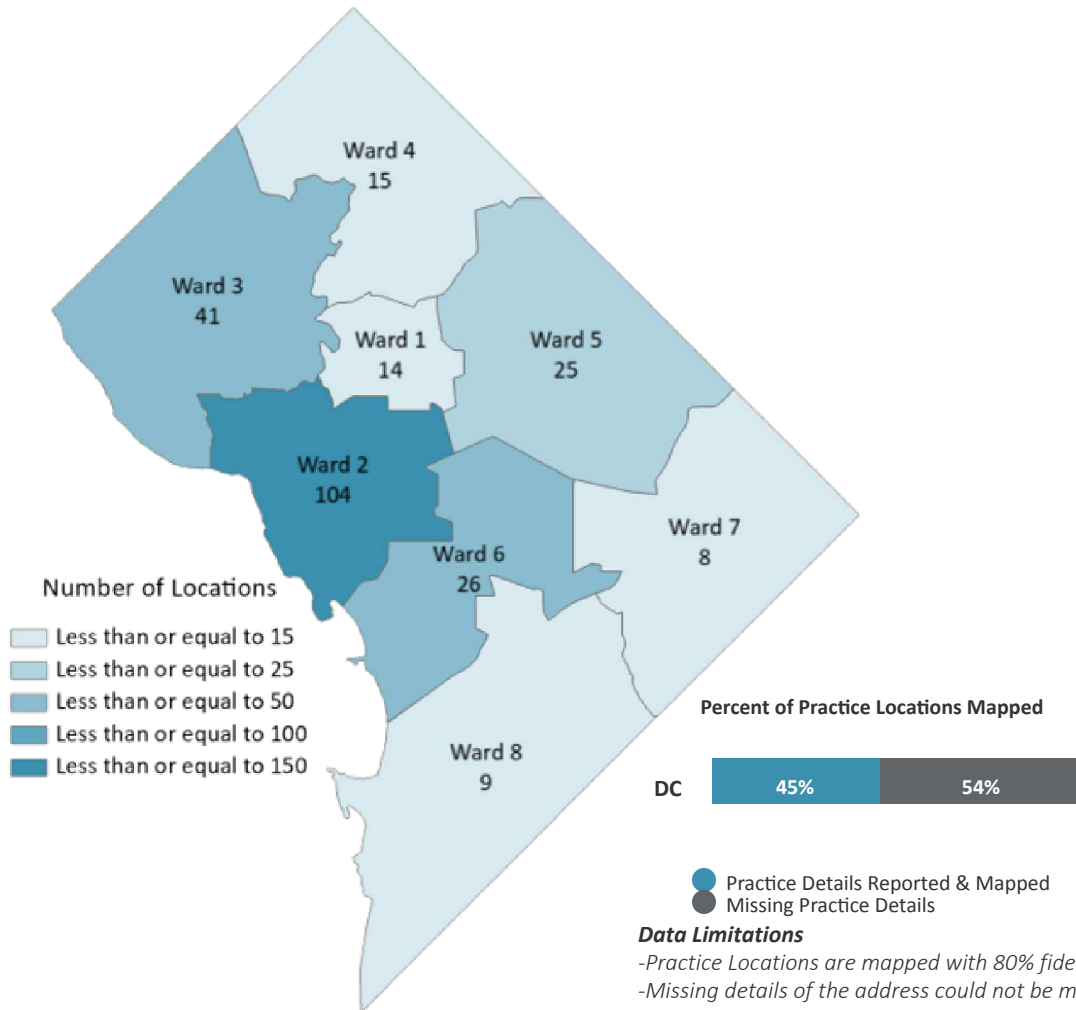 Ward 4
15
Ward 3
41
Ward 1
14
Ward 5
25
Ward 2
104
Ward 7
8
Ward 6
26
Number of Locations
Less than or equal to 15
Less than or equal to 25
Less than or equal to 50
Less than or equal to 100
Less than or equal to 150
Ward 8
9
Percent of Practice Locations Mapped
DC
45%
54%
Practice Details Reported & Mapped
Missing Practice Details
Data Limitations
-Practice Locations are mapped with 80% fide
-Missing details of the address could not be m